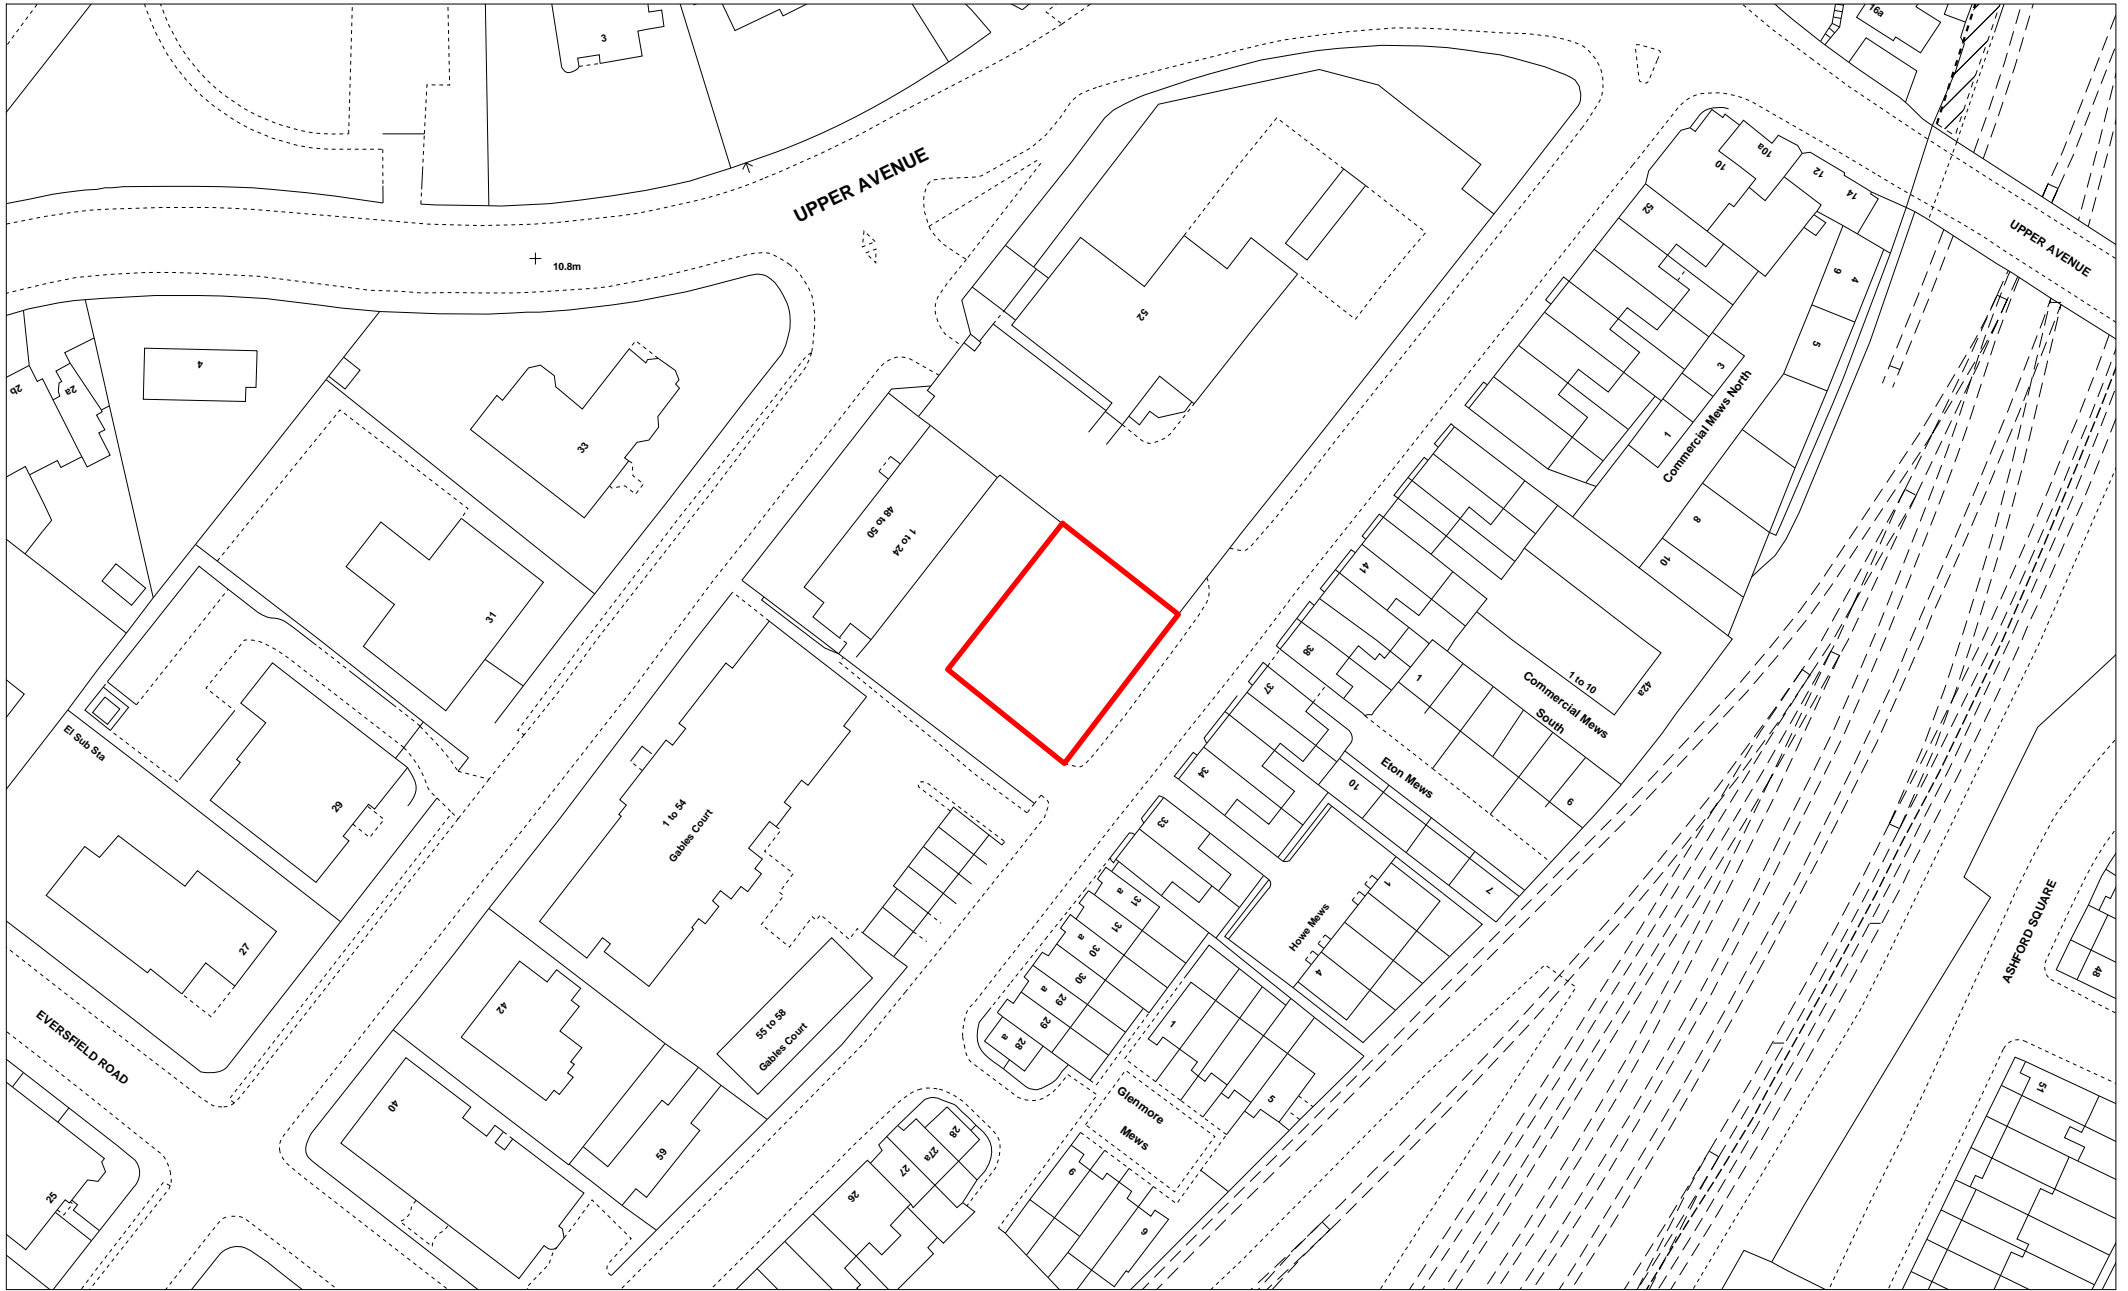 3
16a
UPPER AVENUE
10a
10
12
14
52
UPPER AVENUE
10.8m
4
6
52
5
4
3
2b
2a
Commercial Mews North
33
1
48 to 50
1 to 24
8
10
41
31
38
1
1 to 10
42a
37
Commercial Mews
South
El Sub Sta
Eton Mews
34
10
9
29
1 to 54
Gables Court
33
7
1
31
a
31
Howe Mews
27
30
a
30
ASHFORD SQUARE
4
48
29
a
29
42
55 to 58
Gables Court
28
a
1
EVERSFIELD ROAD
51
Glenmore
Mews
5
40
28
27a
27
59
6
26
25
9